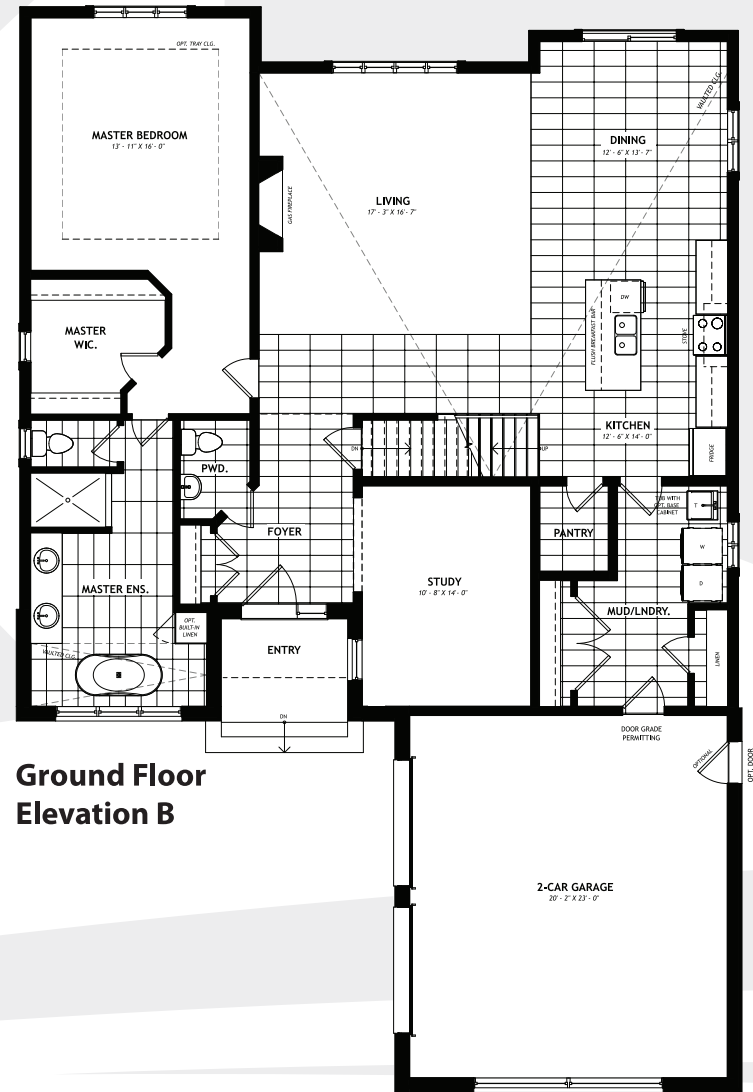 OPT. TRAY CLG.
MASTER BEDROOM
13' - 11" X 16' - 0"
VAULTED CLG.
DINING
12' - 6" X 13' - 7"
GAS FIREPLACE
LIVING
17' - 3" X 16' - 7"
DW
FLUSH BREAKFAST BAR
STOVE
MASTER
WIC.
KITCHEN
12' - 6" X 14' - 0"
FRIDGE
DN
UP
PWD.
TUB WITH
OPT. BASE
CABINET
T
FOYER
PANTRY
W
D
STUDY
10' - 8" X 14' - 0"
MASTER ENS.
MUD/LNDRY.
OPT.
BUILT-IN
LINEN
ENTRY
LINEN
VAULTED CLG.
DN
DOOR GRADE
PERMITTING
OPTIONAL
OPT. DOOR
Ground Floor
Elevation B
2-CAR GARAGE
20' - 2" X 23' - 0"